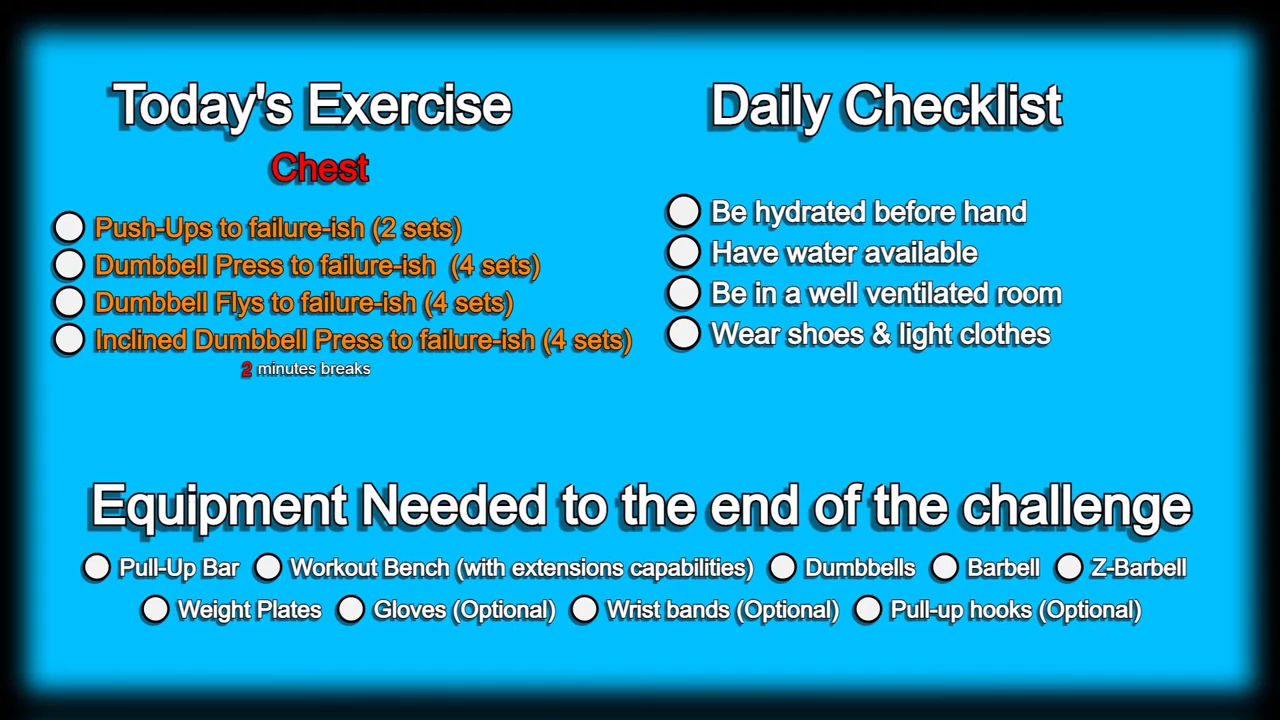 Today's Exercise
Chest
Push-Ups to failure-ish (2 sets)
Dumbbell Press to failure-ish (4 sets)
Dumbbell Flys to failure-ish (4 sets)
Inclined Dumbbell Press to failure-ish (4 sets)
2 minutes breaks
Daily Checklist
Be hydrated before hand
Have water available
Be in a well ventilated room
Wear shoes & light clothes
Equipment Needed to the end of the challenge
Pull-Up Bar Workout Bench (with extensions capabilities) Dumbbells Barbell Z-Barbell
Weight Plates Gloves (Optional) Wrist bands (Optional) Pull-up hooks (Optional)